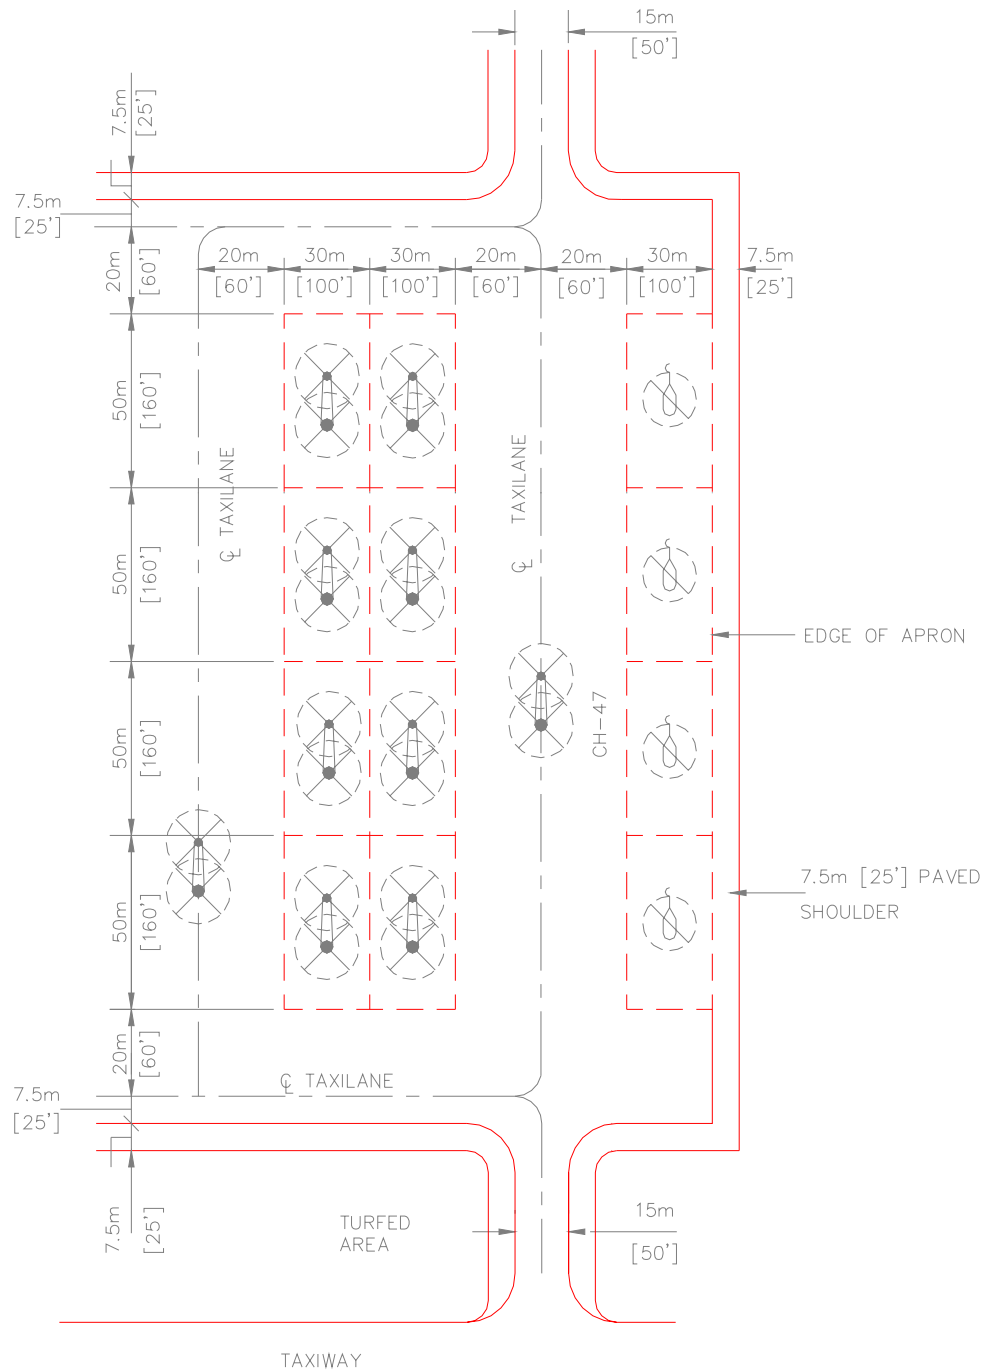 15m
[50']
7.5m
[25']
7.5m
[25']
20m
[60']
20m
[60']
30m
[100']
30m
[100']
20m
[60']
20m
[60']
30m
[100']
7.5m
[25']
50m
[160']
℄ TAXILANE
℄ TAXILANE
50m
[160']
EDGE OF APRON
50m
[160']
CH-47
7.5m [25'] PAVED
SHOULDER
50m
[160']
20m
[60']
℄ TAXILANE
7.5m
[25']
7.5m
[25']
TURFED
AREA
15m
[50']
TAXIWAY